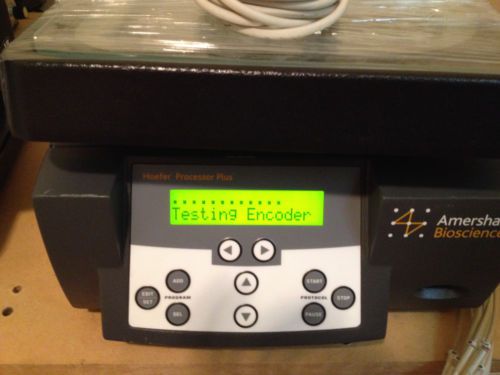 Hoefer Processor Plus
Testing Encoder
Amersha
Bioscience
ADD
START
EDIT
SET
PROGRAM
PROTOCOL
STOP
DEL
PAUSE